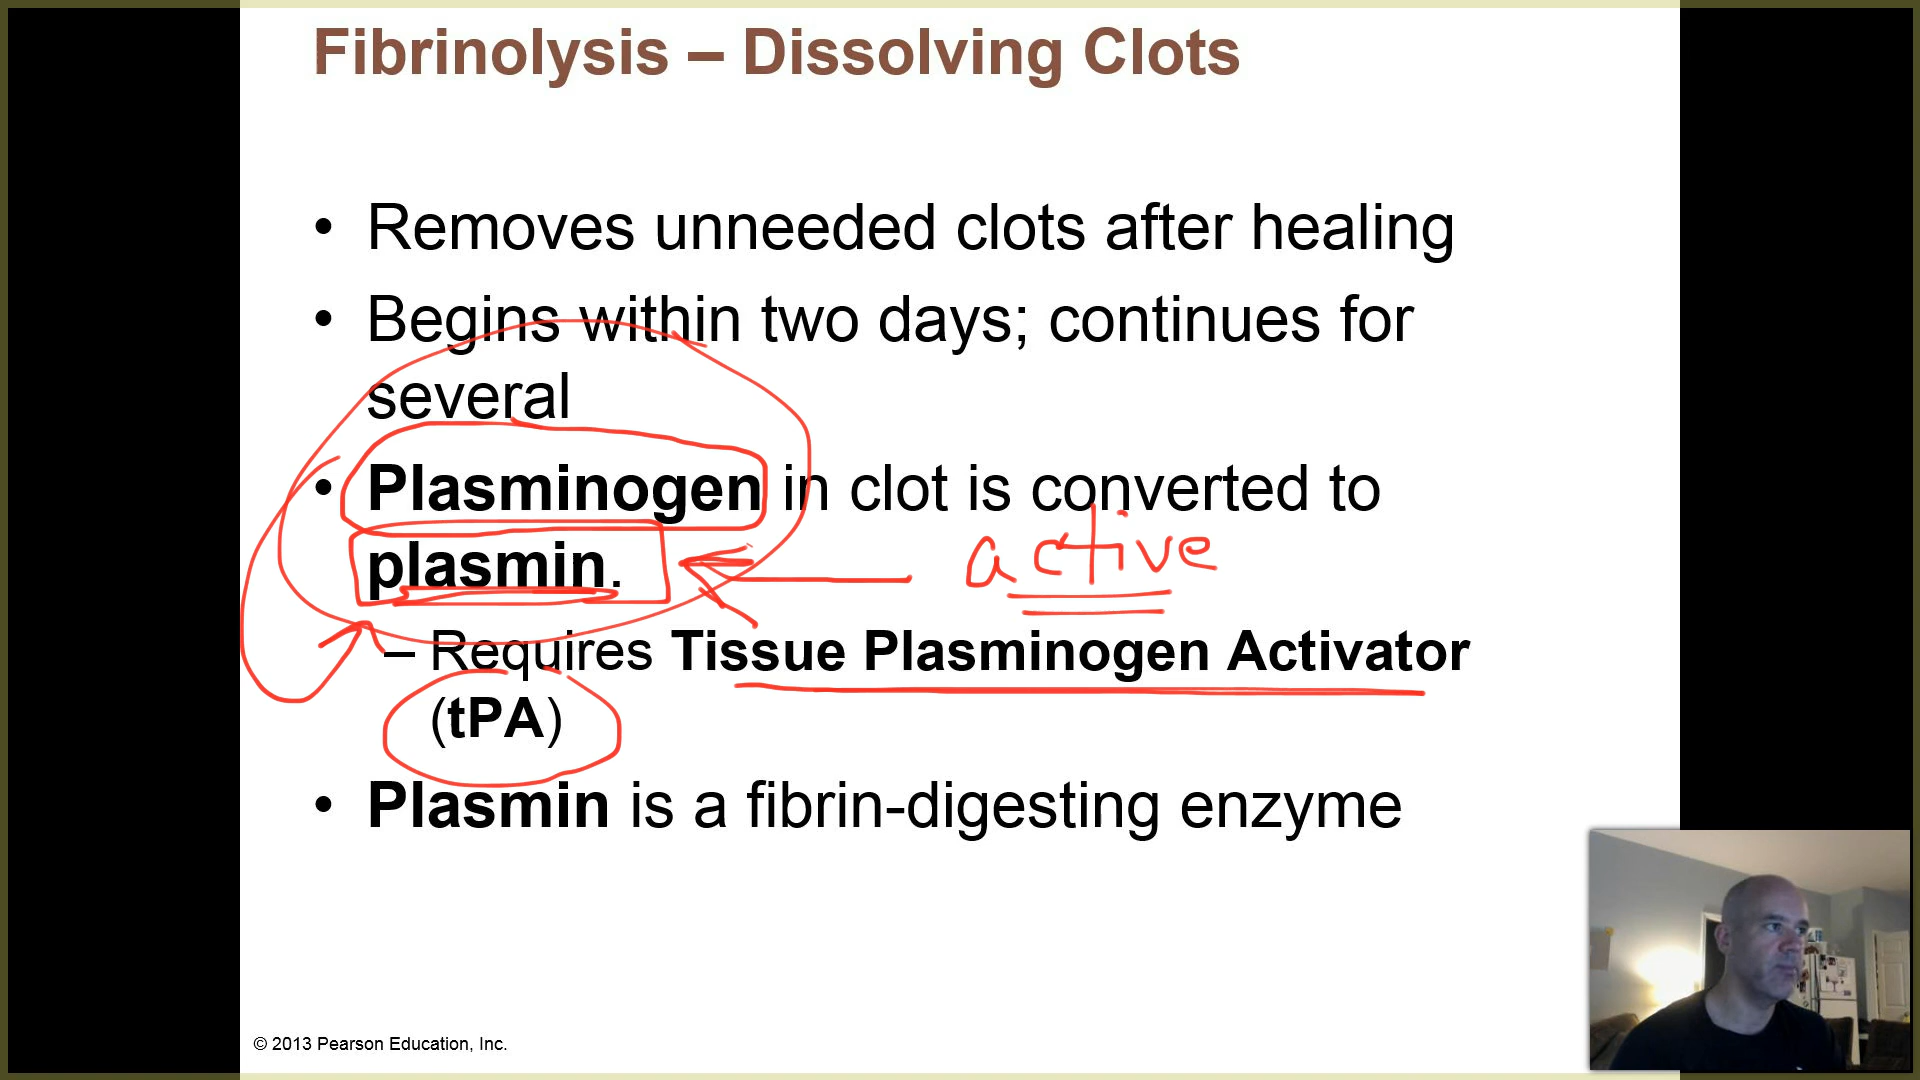 Fibrinolysis – Dissolving Clots
• Removes unneeded clots after healing
• Begins within two days; continues for
several
• Plasminogen in clot is converted to
plasmin.
active
– Requires Tissue Plasminogen Activator
(tPA)
• Plasmin is a fibrin-digesting enzyme
© 2013 Pearson Education, Inc.